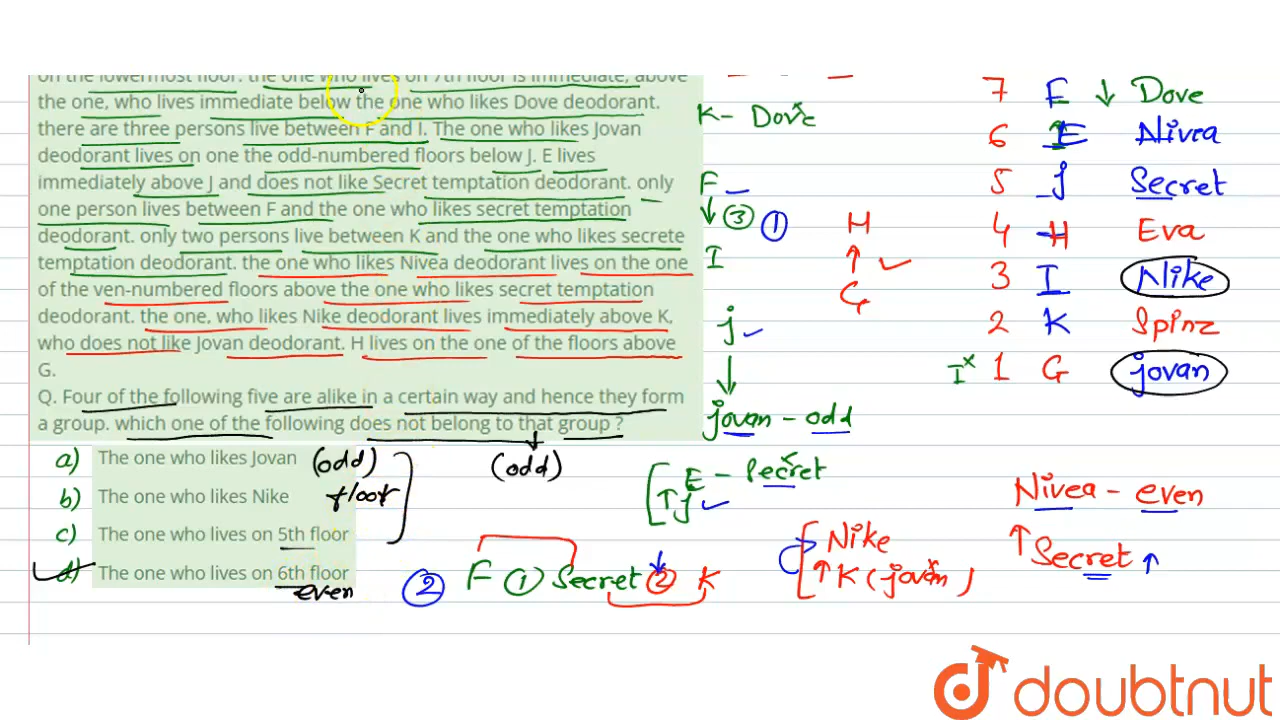 on the lowermost floor. the one who lives on 7th floor is immediate, above
the one, who lives immediate below the one who likes Dove deodorant.
there are three persons live between F and I. The one who likes Jovan
deodorant lives on one the odd-numbered floors below J. E lives
immediately above J and does not like Secret temptation deodorant. only
one person lives between F and the one who likes secret temptation
deodorant. only two persons live between K and the one who likes secrete
temptation deodorant. the one who likes Nivea deodorant lives on the one
of the ven-numbered floors above the one who likes secret temptation
deodorant. the one, who likes Nike deodorant lives immediately above K,
who does not like Jovan deodorant. H lives on the one of the floors above
G.
Q. Four of the following five are alike in a certain way and hence they form
a group. which one of the following does not belong to that group ?
a) The one who likes Jovan (odd)
b) The one who likes Nike floor
c) The one who lives on 5th floor
d) The one who lives on 6th floor
even
(odd)
K - Dove
F
↓ ③ ①
I
H
↑
G
j
↓
jovan - odd
E - Secret
↑ j
② F ① Secret ② K
Nike
↑ K (jovan)
7 F ↓ Dove
6 E Nivea
5 j Secret
4 H Eva
3 I Nike
2 K Spinz
I× 1 G jovan
Nivea - even
↑ Secret ↑
doubtnut